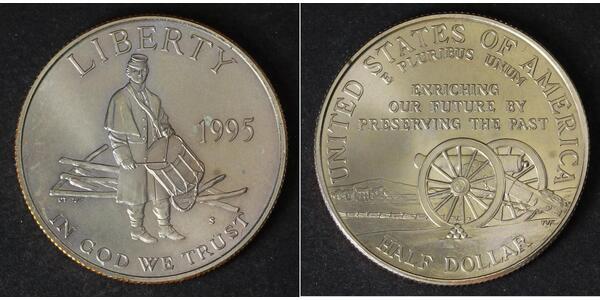 LIBERTY
1995
IN GOD WE TRUST
S
UNITED STATES OF AMERICA
E PLURIBUS UNUM
ENRICHING
OUR FUTURE BY
PRESERVING THE PAST
HALF DOLLAR